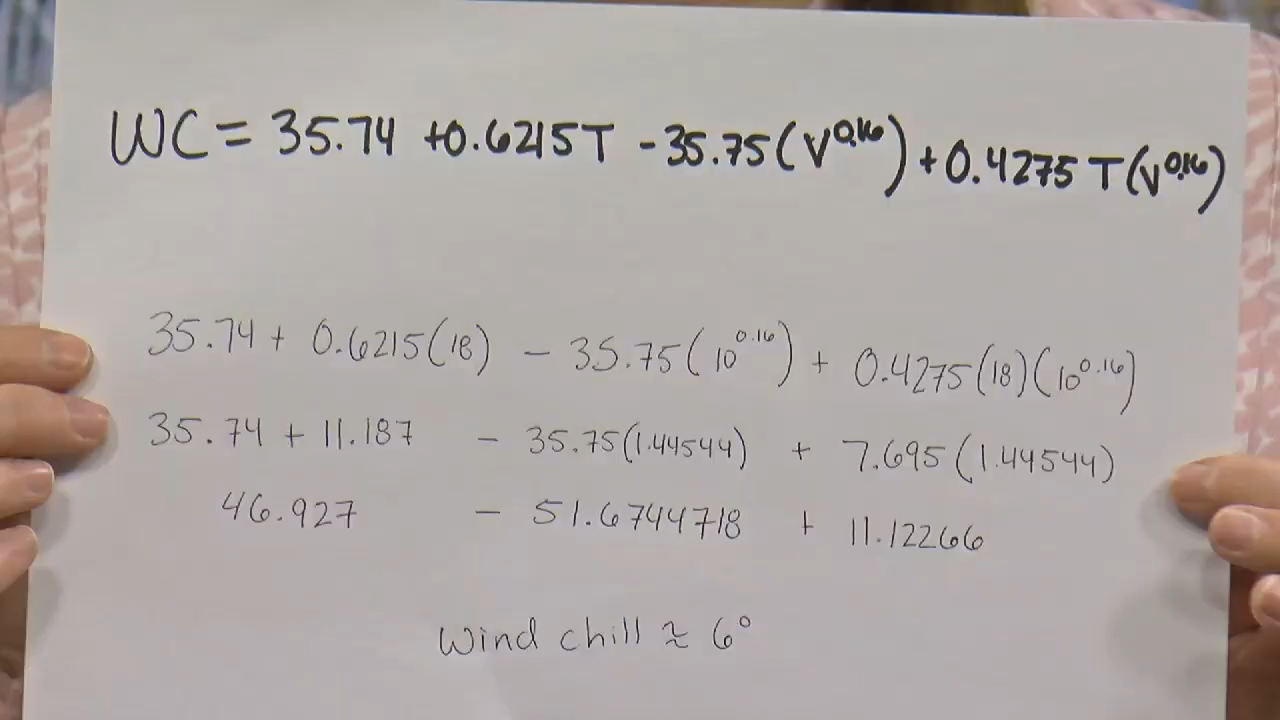 WC = 35.74 +0.6215T -35.75(V^0.16) + 0.4275 T(V^0.16)
35.74 + 0.6215(18) - 35.75(10^0.16) + 0.4275(18)(10^0.16)
35.74 + 11.187 - 35.75(1.44544) + 7.695(1.44544)
46.927 - 51.6744718 + 11.12266
Wind chill ≈ 6°